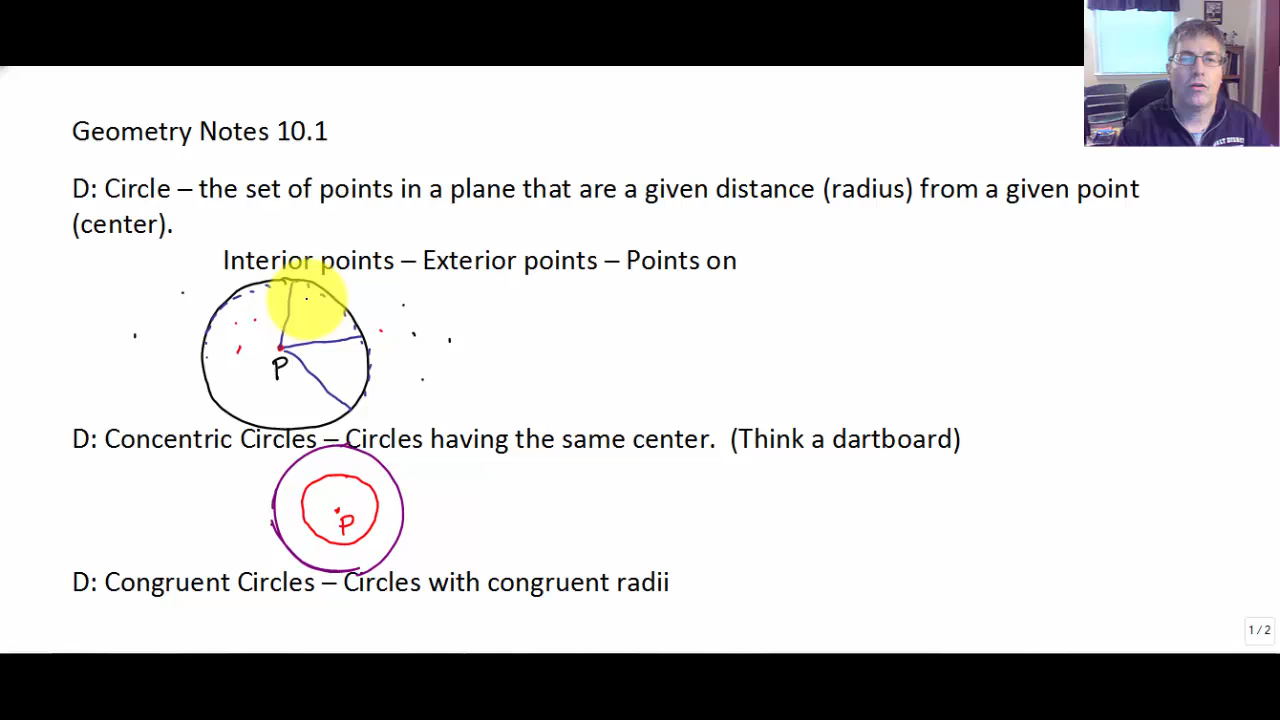 Geometry Notes 10.1
D: Circle – the set of points in a plane that are a given distance (radius) from a given point
(center).
Interior points – Exterior points – Points on
P
D: Concentric Circles – Circles having the same center.  (Think a dartboard)
P
D: Congruent Circles – Circles with congruent radii
1 / 2